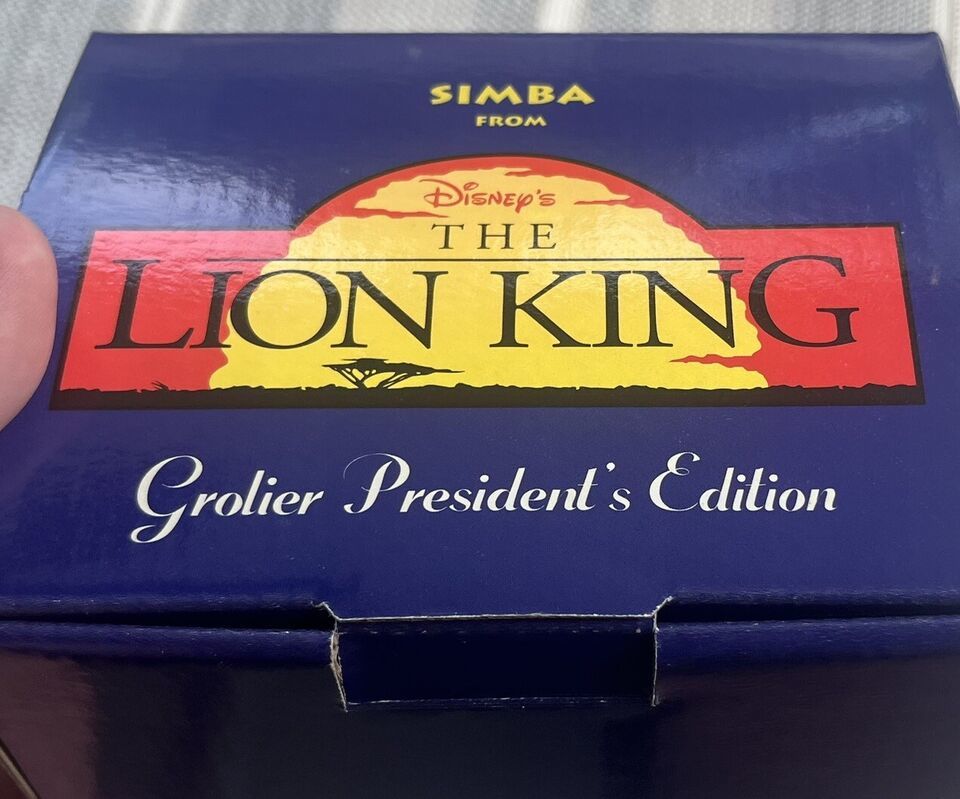 SIMBA
FROM
Disney's
THE
LION KING
Grolier President's Edition